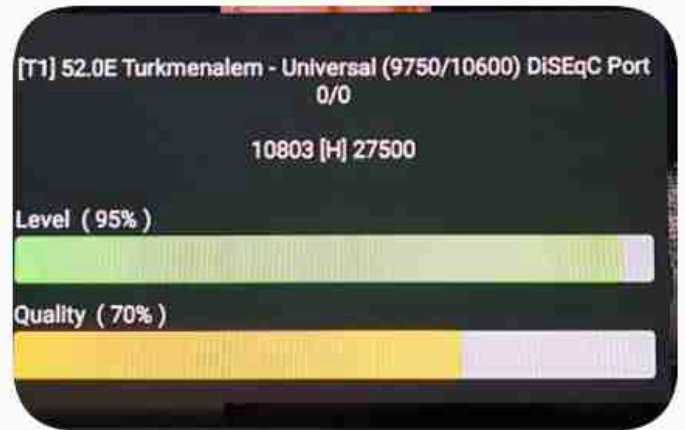 [T1] 52.0E Turkmenalem - Universal (9750/10600) DiSEqC Port
0/0
10803 [H] 27500
Level ( 95% )
Quality ( 70% )